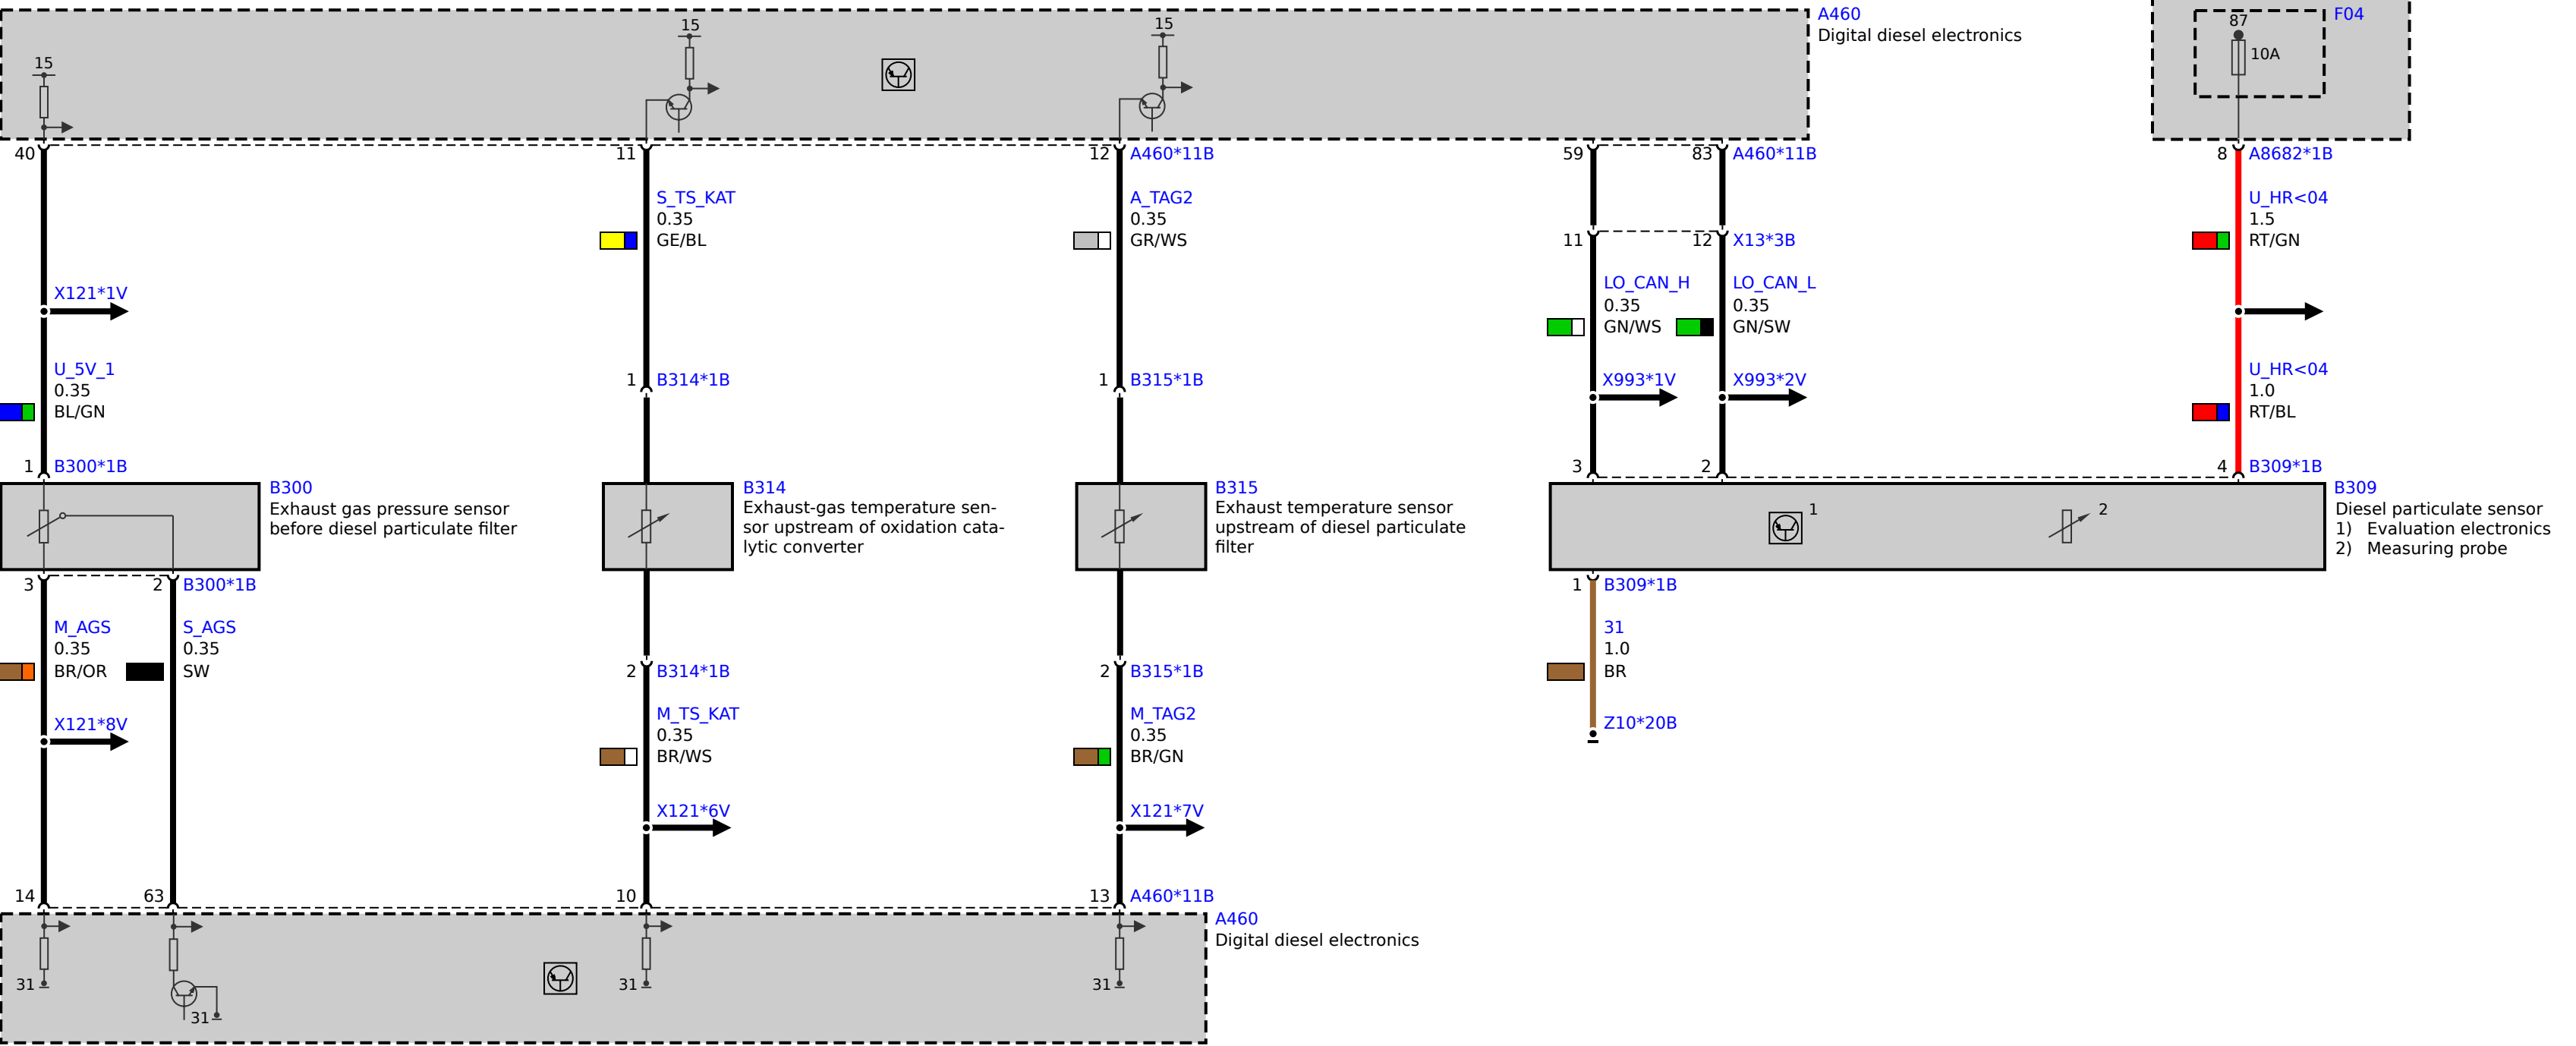 15
15
15
A460
Digital diesel electronics
87
10A
F04
40
11
12
A460*11B
59
83
A460*11B
8
A8682*1B
S_TS_KAT
0.35
GE/BL
A_TAG2
0.35
GR/WS
11
12
X13*3B
U_HR<04
1.5
RT/GN
X121*1V
LO_CAN_H
0.35
GN/WS
LO_CAN_L
0.35
GN/SW
U_5V_1
0.35
BL/GN
1
B314*1B
1
B315*1B
X993*1V
X993*2V
U_HR<04
1.0
RT/BL
1
B300*1B
3
2
4
B309*1B
B300
Exhaust gas pressure sensor
before diesel particulate filter
B314
Exhaust-gas temperature sen-
sor upstream of oxidation cata-
lytic converter
B315
Exhaust temperature sensor
upstream of diesel particulate
filter
1
2
B309
Diesel particulate sensor
1) Evaluation electronics
2) Measuring probe
3
2
B300*1B
1
B309*1B
M_AGS
0.35
BR/OR
S_AGS
0.35
SW
2
B314*1B
2
B315*1B
31
1.0
BR
X121*8V
M_TS_KAT
0.35
BR/WS
M_TAG2
0.35
BR/GN
Z10*20B
X121*6V
X121*7V
14
63
10
13
A460*11B
A460
Digital diesel electronics
31
31
31
31